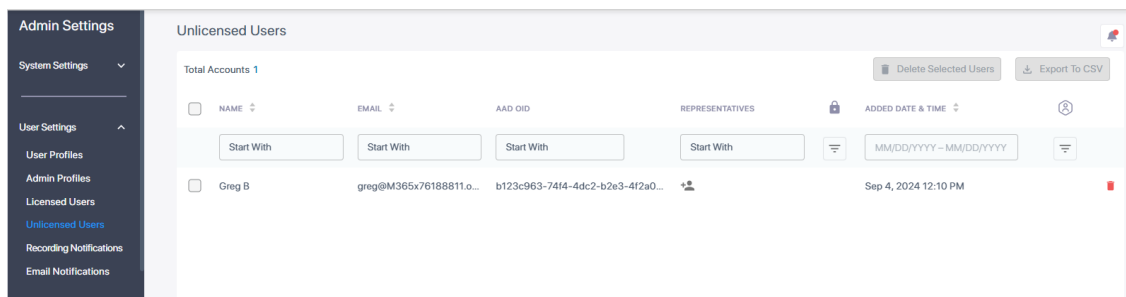 Admin Settings
System Settings
User Settings
User Profiles
Admin Profiles
Licensed Users
Unlicensed Users
Recording Notifications
Email Notifications
Unlicensed Users
Total Accounts 1
Delete Selected Users
Export To CSV
NAME EMAIL AAD OID REPRESENTATIVES ADDED DATE & TIME
Start With Start With Start With Start With MM/DD/YYYY – MM/DD/YYYY
Greg B greg@M365x76188811.o... b123c963-74f4-4dc2-b2e3-4f2a0... Sep 4, 2024 12:10 PM